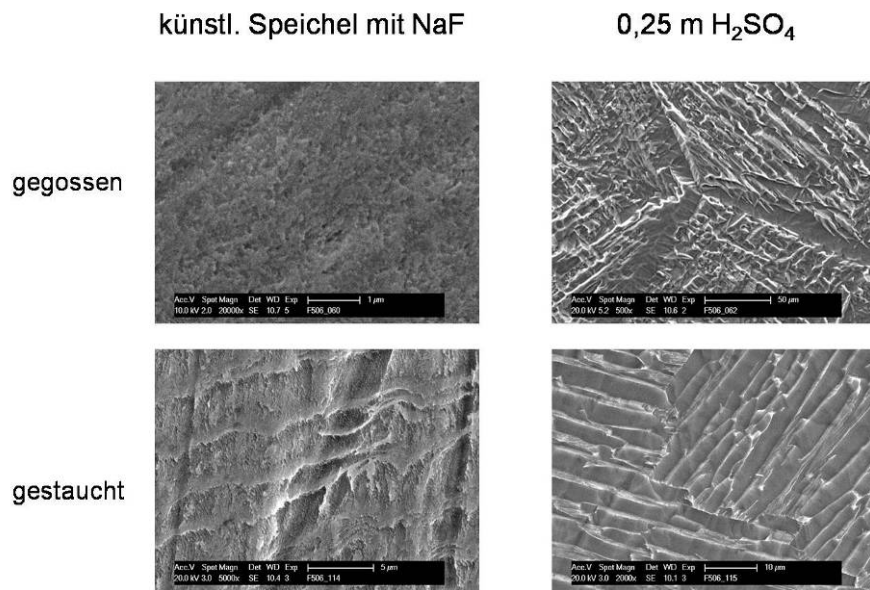 künstl. Speichel mit NaF
0,25 m H₂SO₄
gegossen
Acc.V Spot Magn Det WD Exp 1 µm
10.0 kV 2.0 20000x SE 10.7 5 F506_060
Acc.V Spot Magn Det WD Exp 50 µm
20.0 kV 5.2 500x SE 10.6 2 F506_062
gestaucht
Acc.V Spot Magn Det WD Exp 5 µm
20.0 kV 3.0 5000x SE 10.4 3 F506_114
Acc.V Spot Magn Det WD Exp 10 µm
20.0 kV 3.0 2000x SE 10.1 3 F506_115